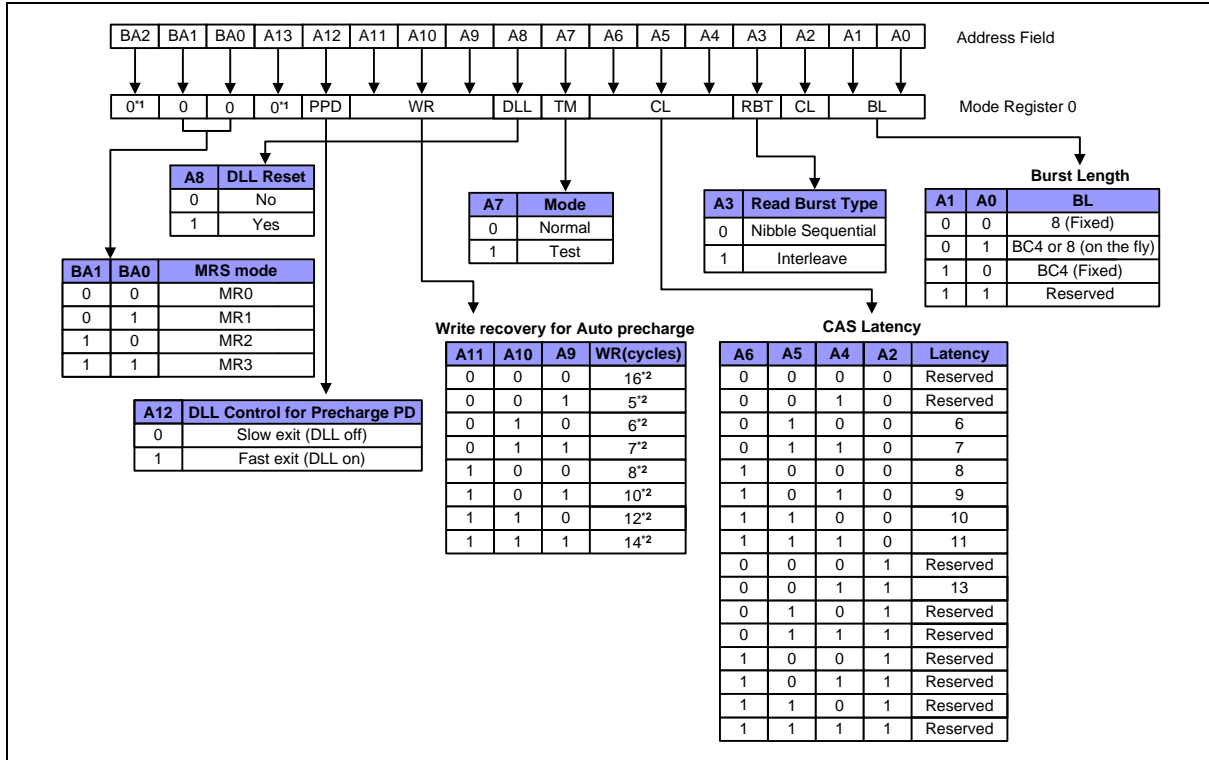 BA2 BA1 BA0 A13 A12 A11 A10 A9 A8 A7 A6 A5 A4 A3 A2 A1 A0 Address Field
0*1 0 0 0*1 PPD WR DLL TM CL RBT CL BL Mode Register 0
A8 DLL Reset
0 No
1 Yes
A7 Mode
0 Normal
1 Test
A3 Read Burst Type
0 Nibble Sequential
1 Interleave
Burst Length
A1 A0 BL
0 0 8 (Fixed)
0 1 BC4 or 8 (on the fly)
1 0 BC4 (Fixed)
1 1 Reserved
BA1 BA0 MRS mode
0 0 MR0
0 1 MR1
1 0 MR2
1 1 MR3
A12 DLL Control for Precharge PD
0 Slow exit (DLL off)
1 Fast exit (DLL on)
Write recovery for Auto precharge
A11 A10 A9 WR(cycles)
0 0 0 16*2
0 0 1 5*2
0 1 0 6*2
0 1 1 7*2
1 0 0 8*2
1 0 1 10*2
1 1 0 12*2
1 1 1 14*2
CAS Latency
A6 A5 A4 A2 Latency
0 0 0 0 Reserved
0 0 1 0 Reserved
0 1 0 0 6
0 1 1 0 7
1 0 0 0 8
1 0 1 0 9
1 1 0 0 10
1 1 1 0 11
0 0 0 1 Reserved
0 0 1 1 13
0 1 0 1 Reserved
0 1 1 1 Reserved
1 0 0 1 Reserved
1 0 1 1 Reserved
1 1 0 1 Reserved
1 1 1 1 Reserved